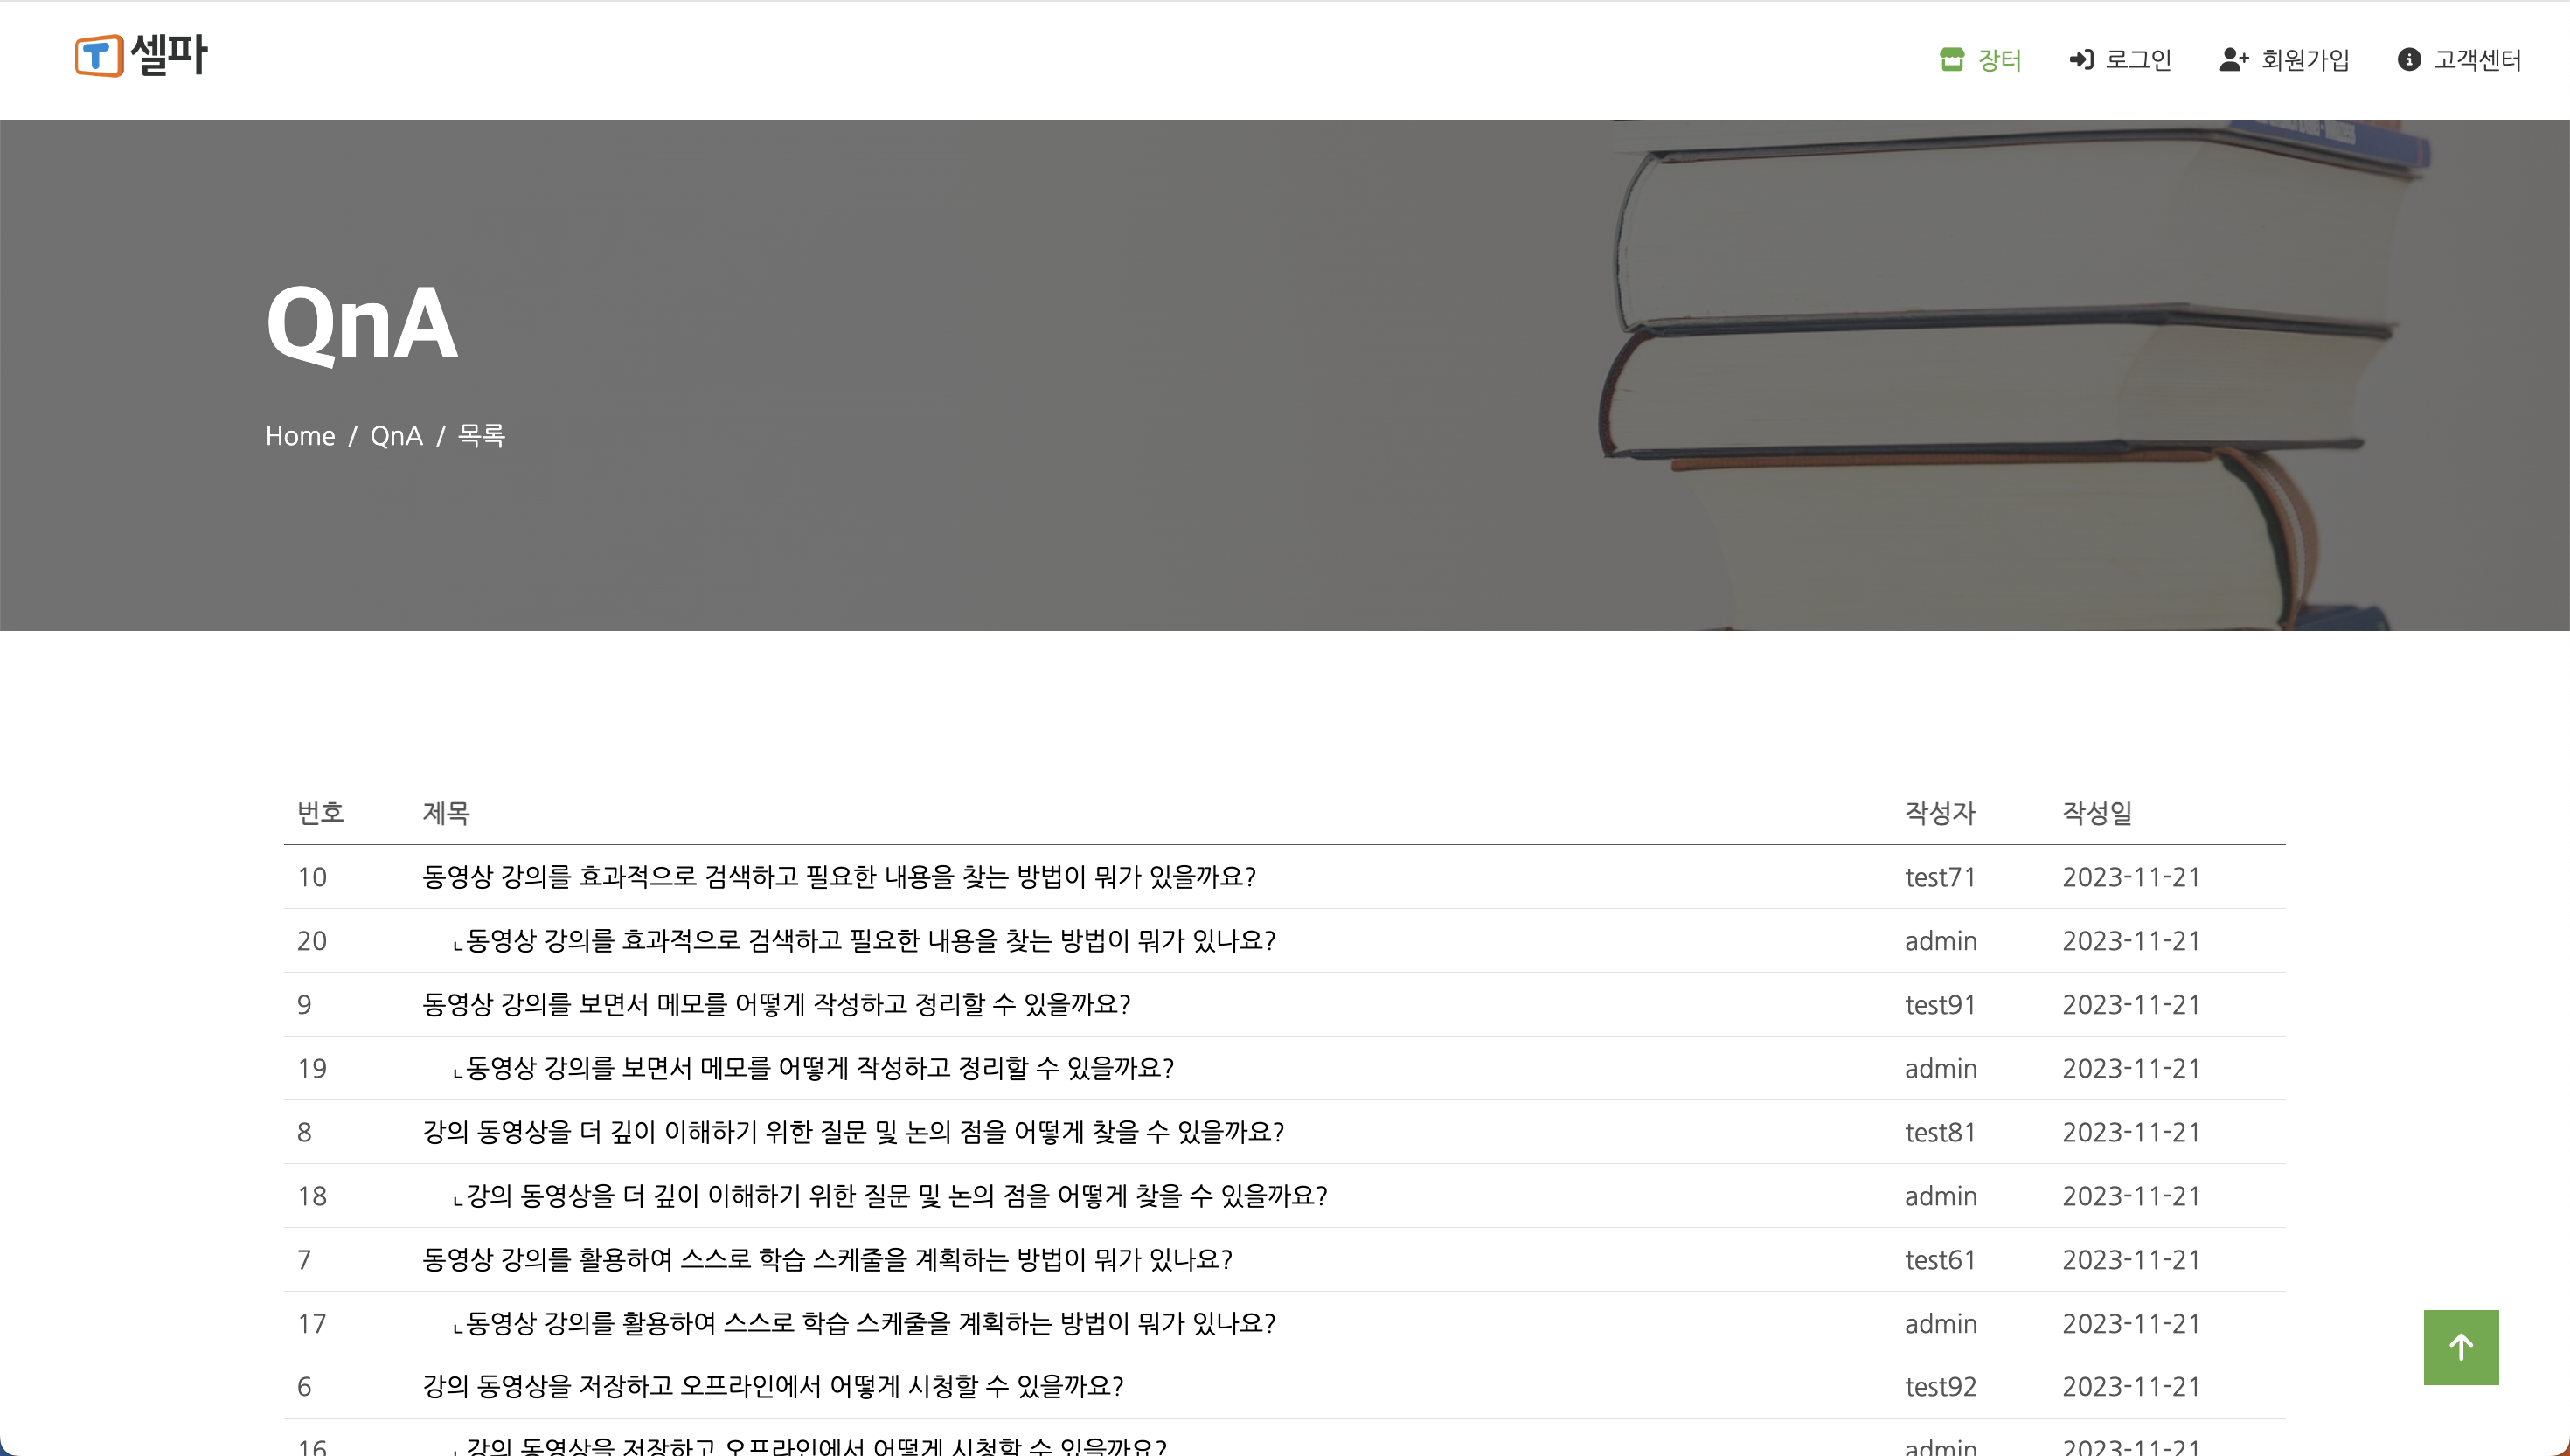 T셀파
장터
로그인
회원가입
고객센터
QnA
Home / QnA / 목록
번호 제목 작성자 작성일
10 동영상 강의를 효과적으로 검색하고 필요한 내용을 찾는 방법이 뭐가 있을까요? test71 2023-11-21
20 ㄴ동영상 강의를 효과적으로 검색하고 필요한 내용을 찾는 방법이 뭐가 있나요? admin 2023-11-21
9 동영상 강의를 보면서 메모를 어떻게 작성하고 정리할 수 있을까요? test91 2023-11-21
19 ㄴ동영상 강의를 보면서 메모를 어떻게 작성하고 정리할 수 있을까요? admin 2023-11-21
8 강의 동영상을 더 깊이 이해하기 위한 질문 및 논의 점을 어떻게 찾을 수 있을까요? test81 2023-11-21
18 ㄴ강의 동영상을 더 깊이 이해하기 위한 질문 및 논의 점을 어떻게 찾을 수 있을까요? admin 2023-11-21
7 동영상 강의를 활용하여 스스로 학습 스케줄을 계획하는 방법이 뭐가 있나요? test61 2023-11-21
17 ㄴ동영상 강의를 활용하여 스스로 학습 스케줄을 계획하는 방법이 뭐가 있나요? admin 2023-11-21
6 강의 동영상을 저장하고 오프라인에서 어떻게 시청할 수 있을까요? test92 2023-11-21
16 ㄴ강의 동영상을 저장하고 오프라인에서 어떻게 시청할 수 있을까요? admin 2023-11-21